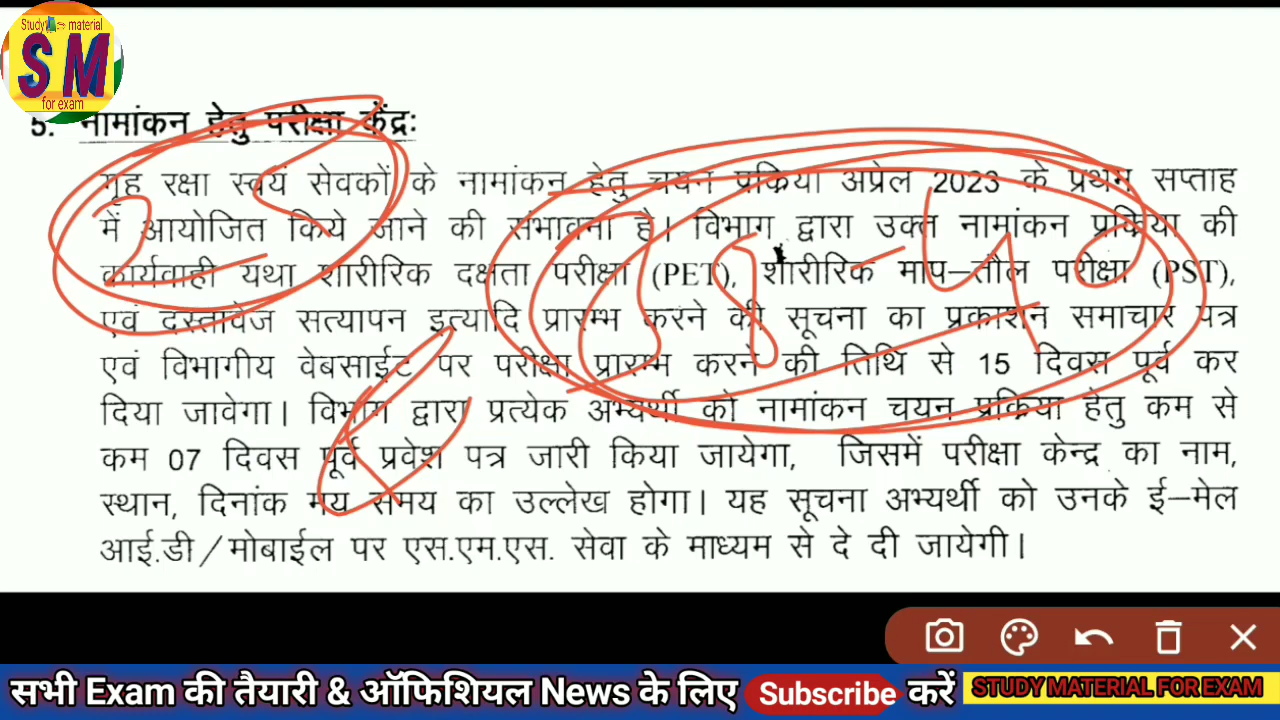 Study material
SM
for exam
5. नामांकन हेतु परीक्षा केंद्रः
गृह रक्षा स्वयं सेवकों के नामांकन हेतु चयन प्रक्रिया अप्रेल 2023 के प्रथम सप्ताह
में आयोजित किये जाने की संभावना है। विभाग द्वारा उक्त नामांकन प्रक्रिया की
कार्यवाही यथा शारीरिक दक्षता परीक्षा (PET), शारीरिक माप–तौल परीक्षा (PST),
एवं दस्तावेज सत्यापन इत्यादि प्रारम्भ करने की सूचना का प्रकाशन समाचार पत्र
एवं विभागीय वेबसाईट पर परीक्षा प्रारम्भ करने की तिथि से 15 दिवस पूर्व कर
दिया जावेगा। विभाग द्वारा प्रत्येक अभ्यर्थी को नामांकन चयन प्रक्रिया हेतु कम से
कम 07 दिवस पूर्व प्रवेश पत्र जारी किया जायेगा, जिसमें परीक्षा केन्द्र का नाम,
स्थान, दिनांक मय समय का उल्लेख होगा। यह सूचना अभ्यर्थी को उनके ई–मेल
आई.डी/मोबाईल पर एस.एम.एस. सेवा के माध्यम से दे दी जायेगी।
सभी Exam की तैयारी & ऑफिशियल News के लिए Subscribe करें STUDY MATERIAL FOR EXAM